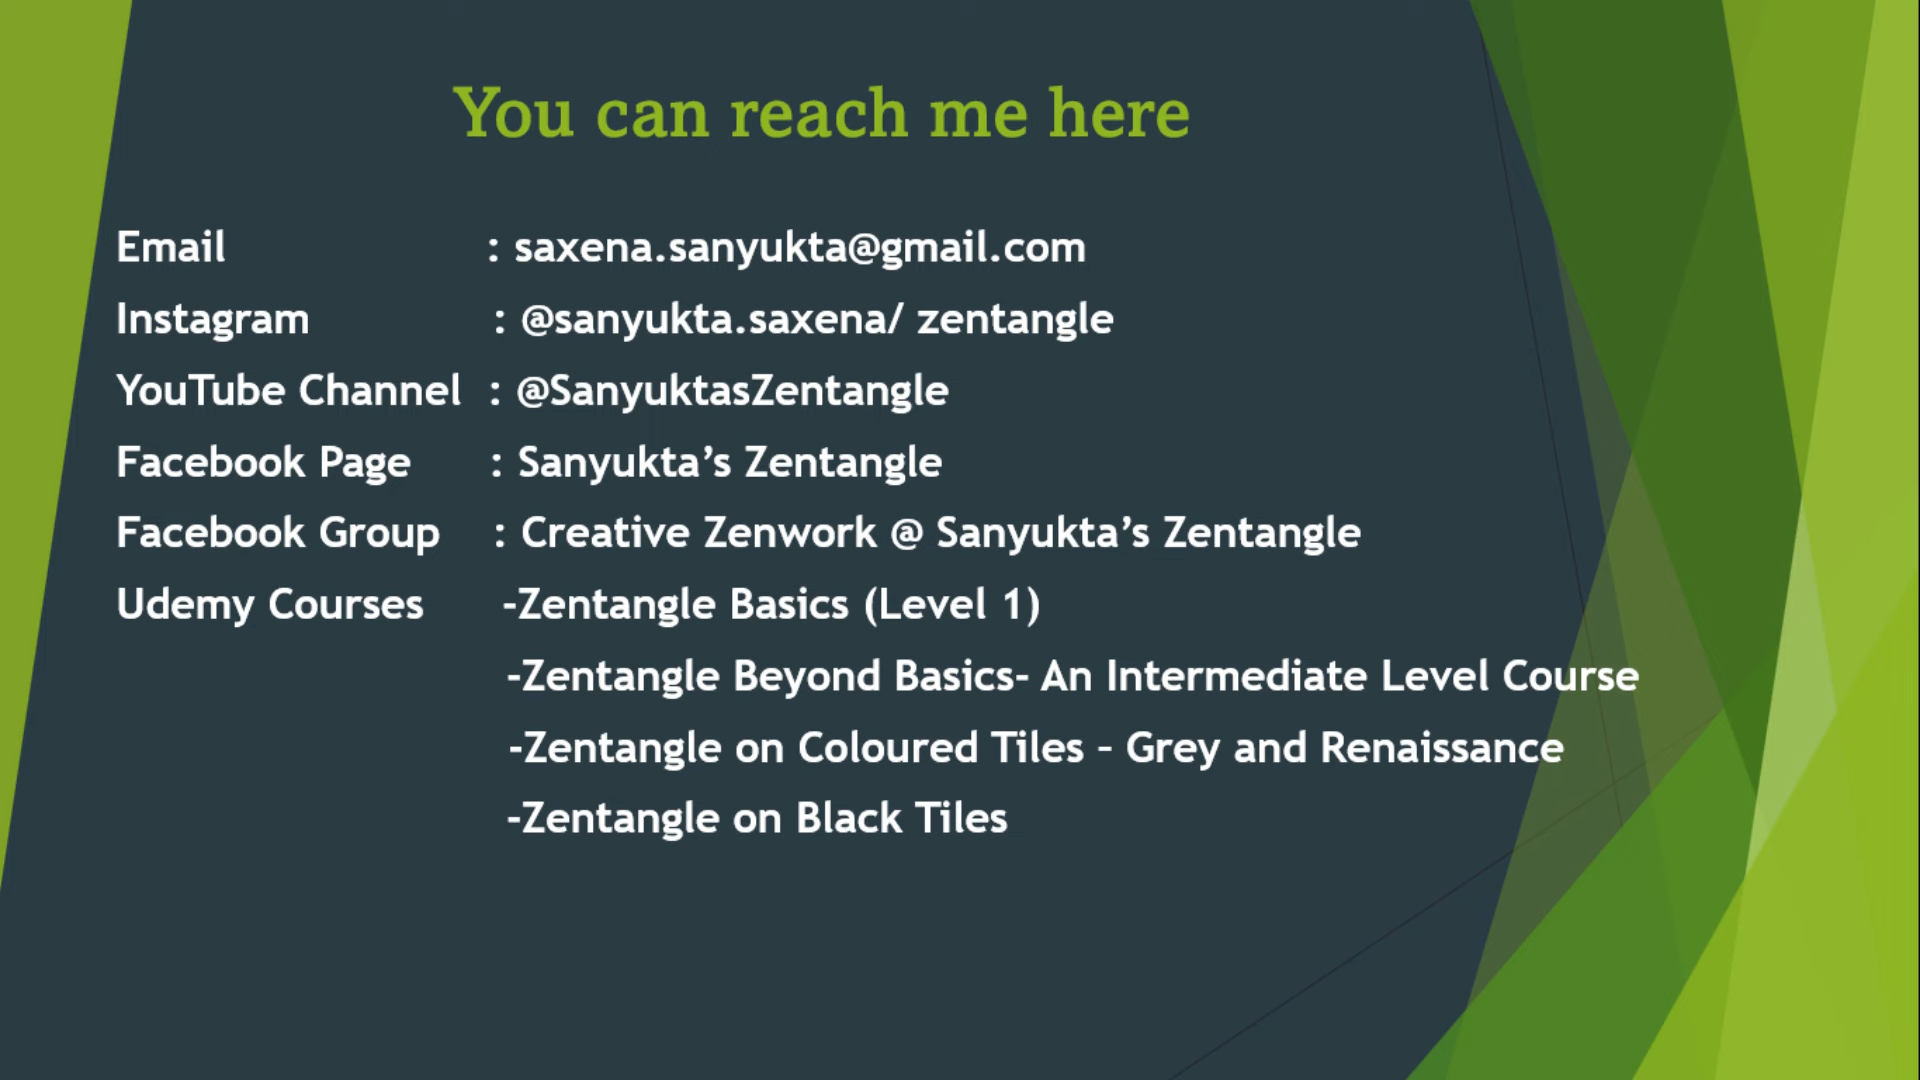 You can reach me here
Email : saxena.sanyukta@gmail.com
Instagram : @sanyukta.saxena/ zentangle
YouTube Channel : @SanyuktasZentangle
Facebook Page : Sanyukta’s Zentangle
Facebook Group : Creative Zenwork @ Sanyukta’s Zentangle
Udemy Courses -Zentangle Basics (Level 1)
-Zentangle Beyond Basics- An Intermediate Level Course
-Zentangle on Coloured Tiles – Grey and Renaissance
-Zentangle on Black Tiles